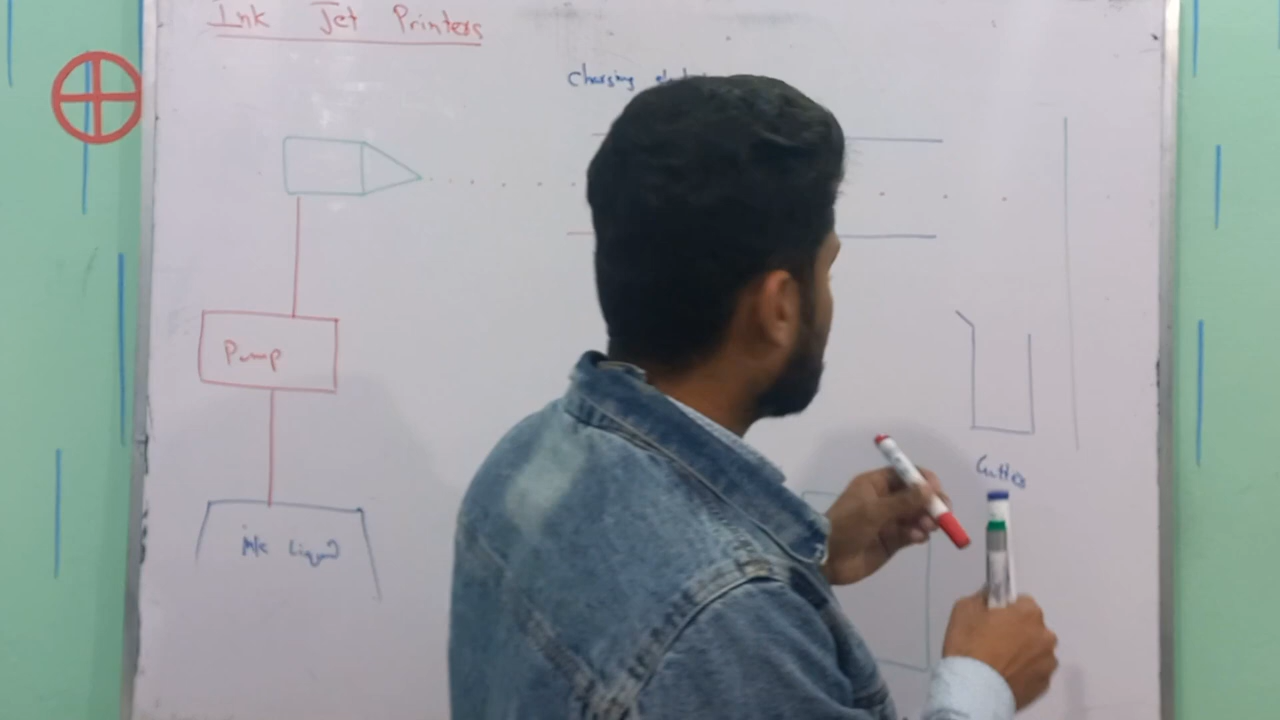 Ink Jet Printers
Charging
Pump
Ink Liquid
Gutter